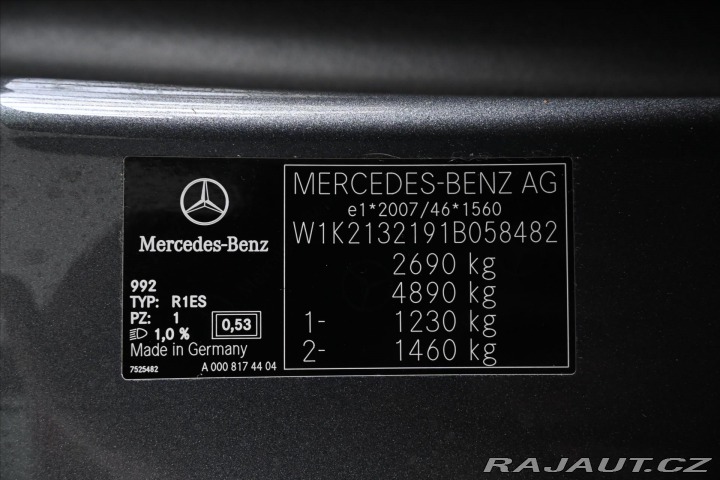 Mercedes-Benz
992
TYP: R1ES
PZ: 1
1,0 %
0,53
Made in Germany
7525482
A 000 817 44 04
MERCEDES-BENZ AG
e1*2007/46*1560
W1K2132191B058482
2690 kg
4890 kg
1- 1230 kg
2- 1460 kg
RAJAUT.CZ